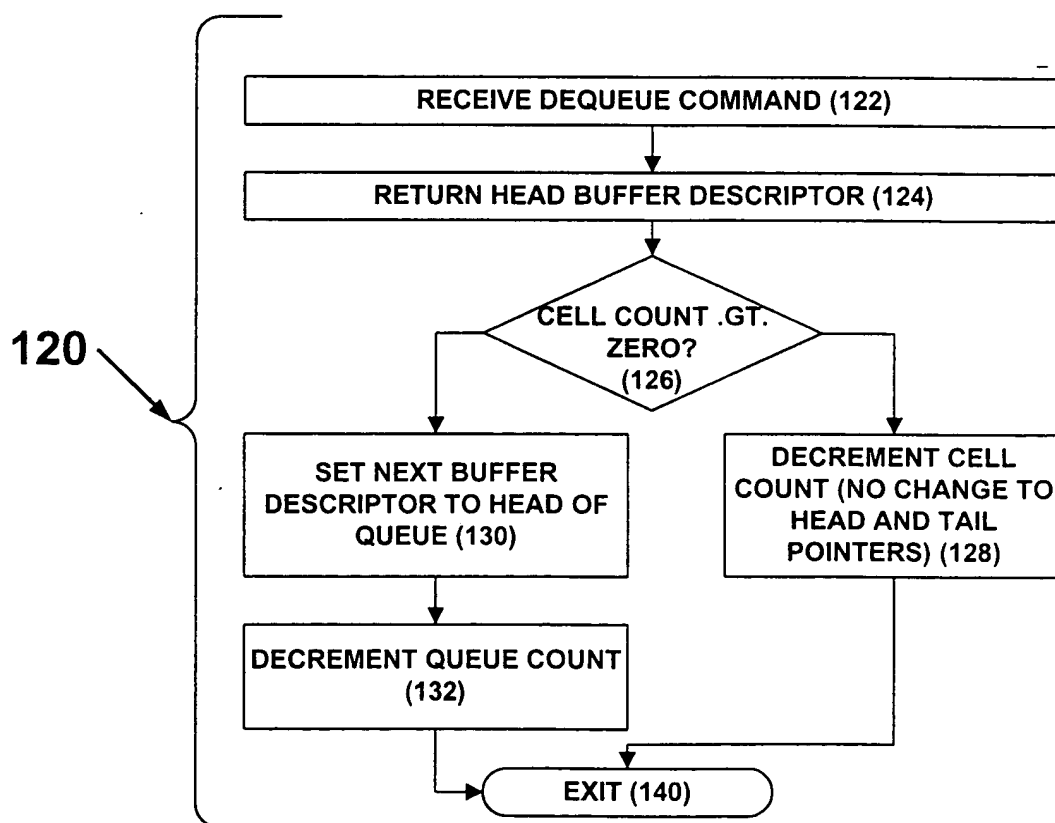 RECEIVE DEQUEUE COMMAND (122)
RETURN HEAD BUFFER DESCRIPTOR (124)
CELL COUNT .GT.
ZERO?
(126)
120
SET NEXT BUFFER
DESCRIPTOR TO HEAD OF
QUEUE (130)
DECREMENT CELL
COUNT (NO CHANGE TO
HEAD AND TAIL
POINTERS) (128)
DECREMENT QUEUE COUNT
(132)
EXIT (140)